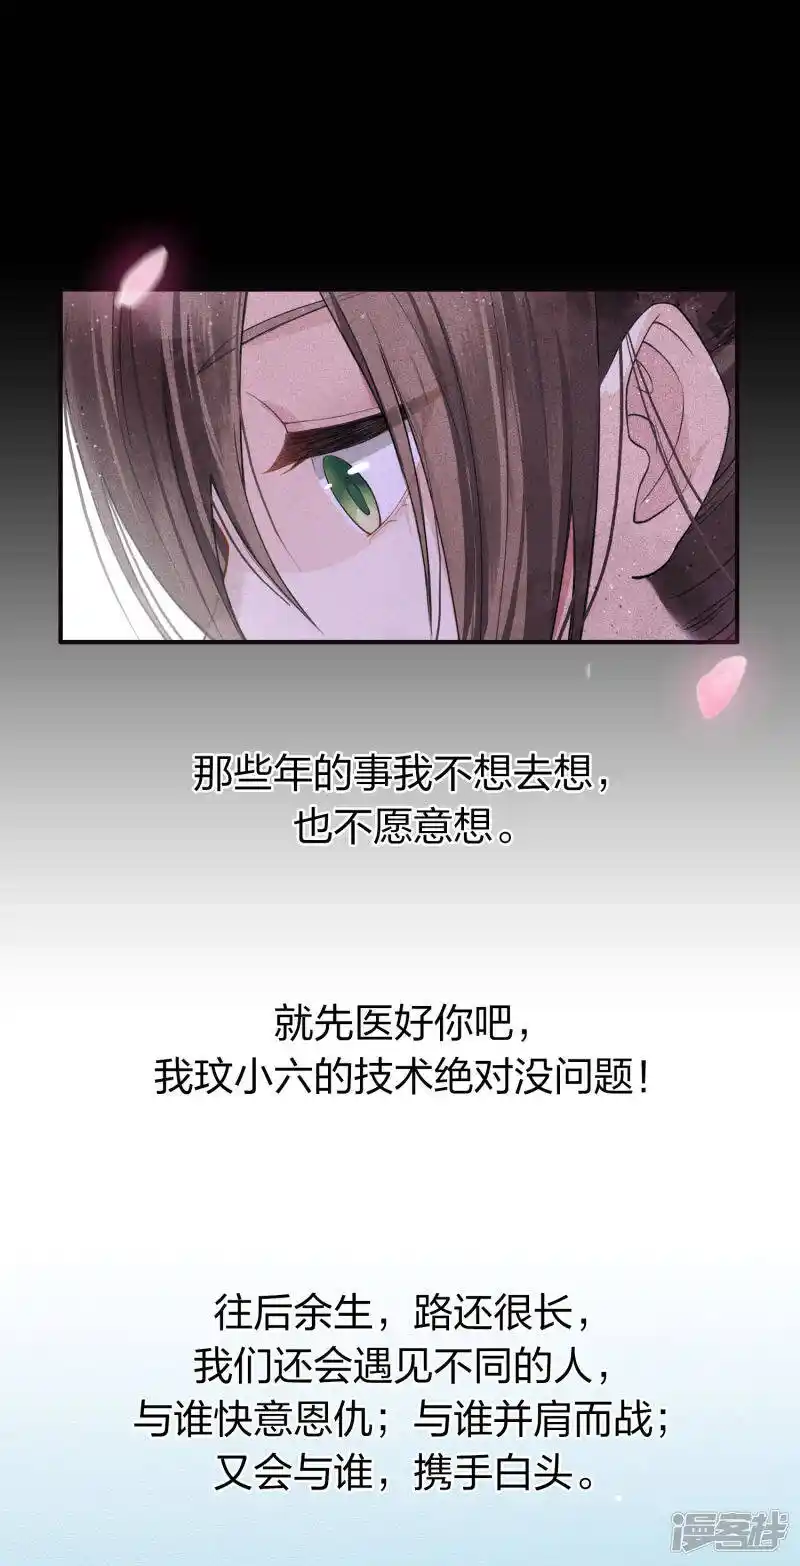 那些年的事我不想去想，
也不愿意想。
就先医好你吧，
我玟小六的技术绝对没问题！
往后余生，路还很长，
我们还会遇见不同的人，
与谁快意恩仇；与谁并肩而战；
又会与谁，携手白头。
漫客栈